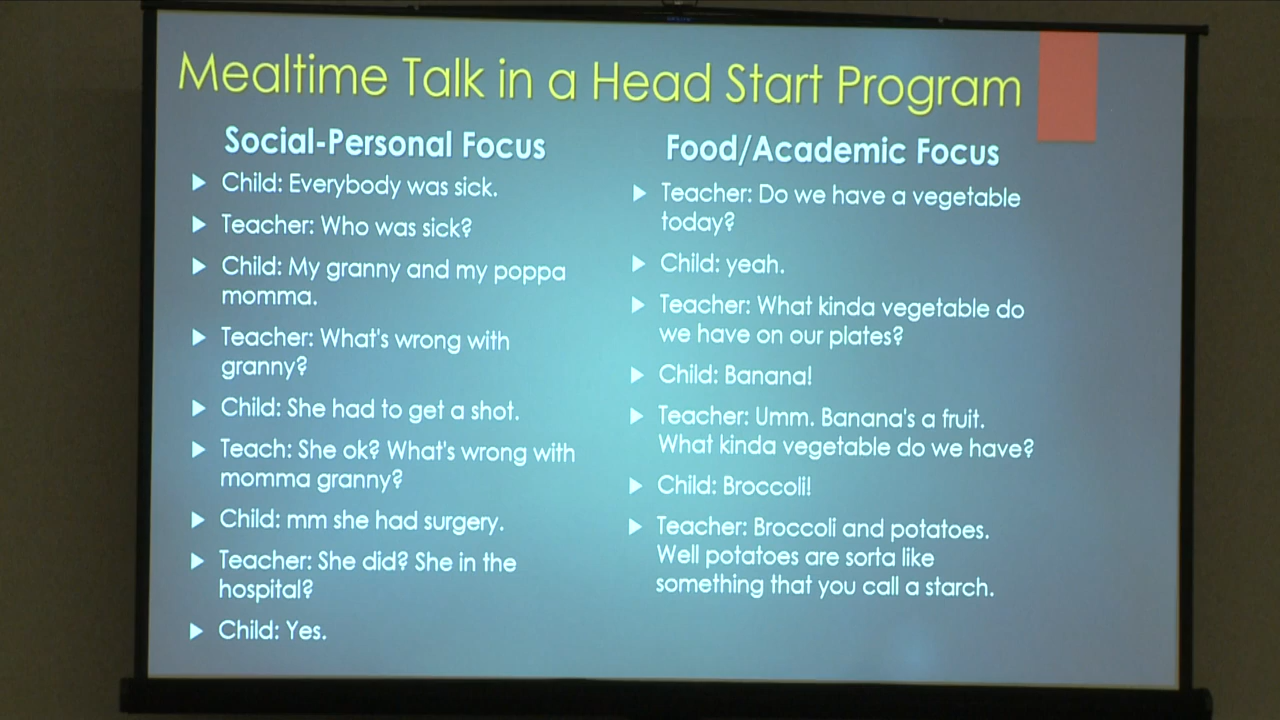 Mealtime Talk in a Head Start Program
Social-Personal Focus
Child: Everybody was sick.
Teacher: Who was sick?
Child: My granny and my poppa
momma.
Teacher: What's wrong with
granny?
Child: She had to get a shot.
Teach: She ok? What's wrong with
momma granny?
Child: mm she had surgery.
Teacher: She did? She in the
hospital?
Child: Yes.
Food/Academic Focus
Teacher: Do we have a vegetable
today?
Child: yeah.
Teacher: What kinda vegetable do
we have on our plates?
Child: Banana!
Teacher: Umm. Banana's a fruit.
What kinda vegetable do we have?
Child: Broccoli!
Teacher: Broccoli and potatoes.
Well potatoes are sorta like
something that you call a starch.